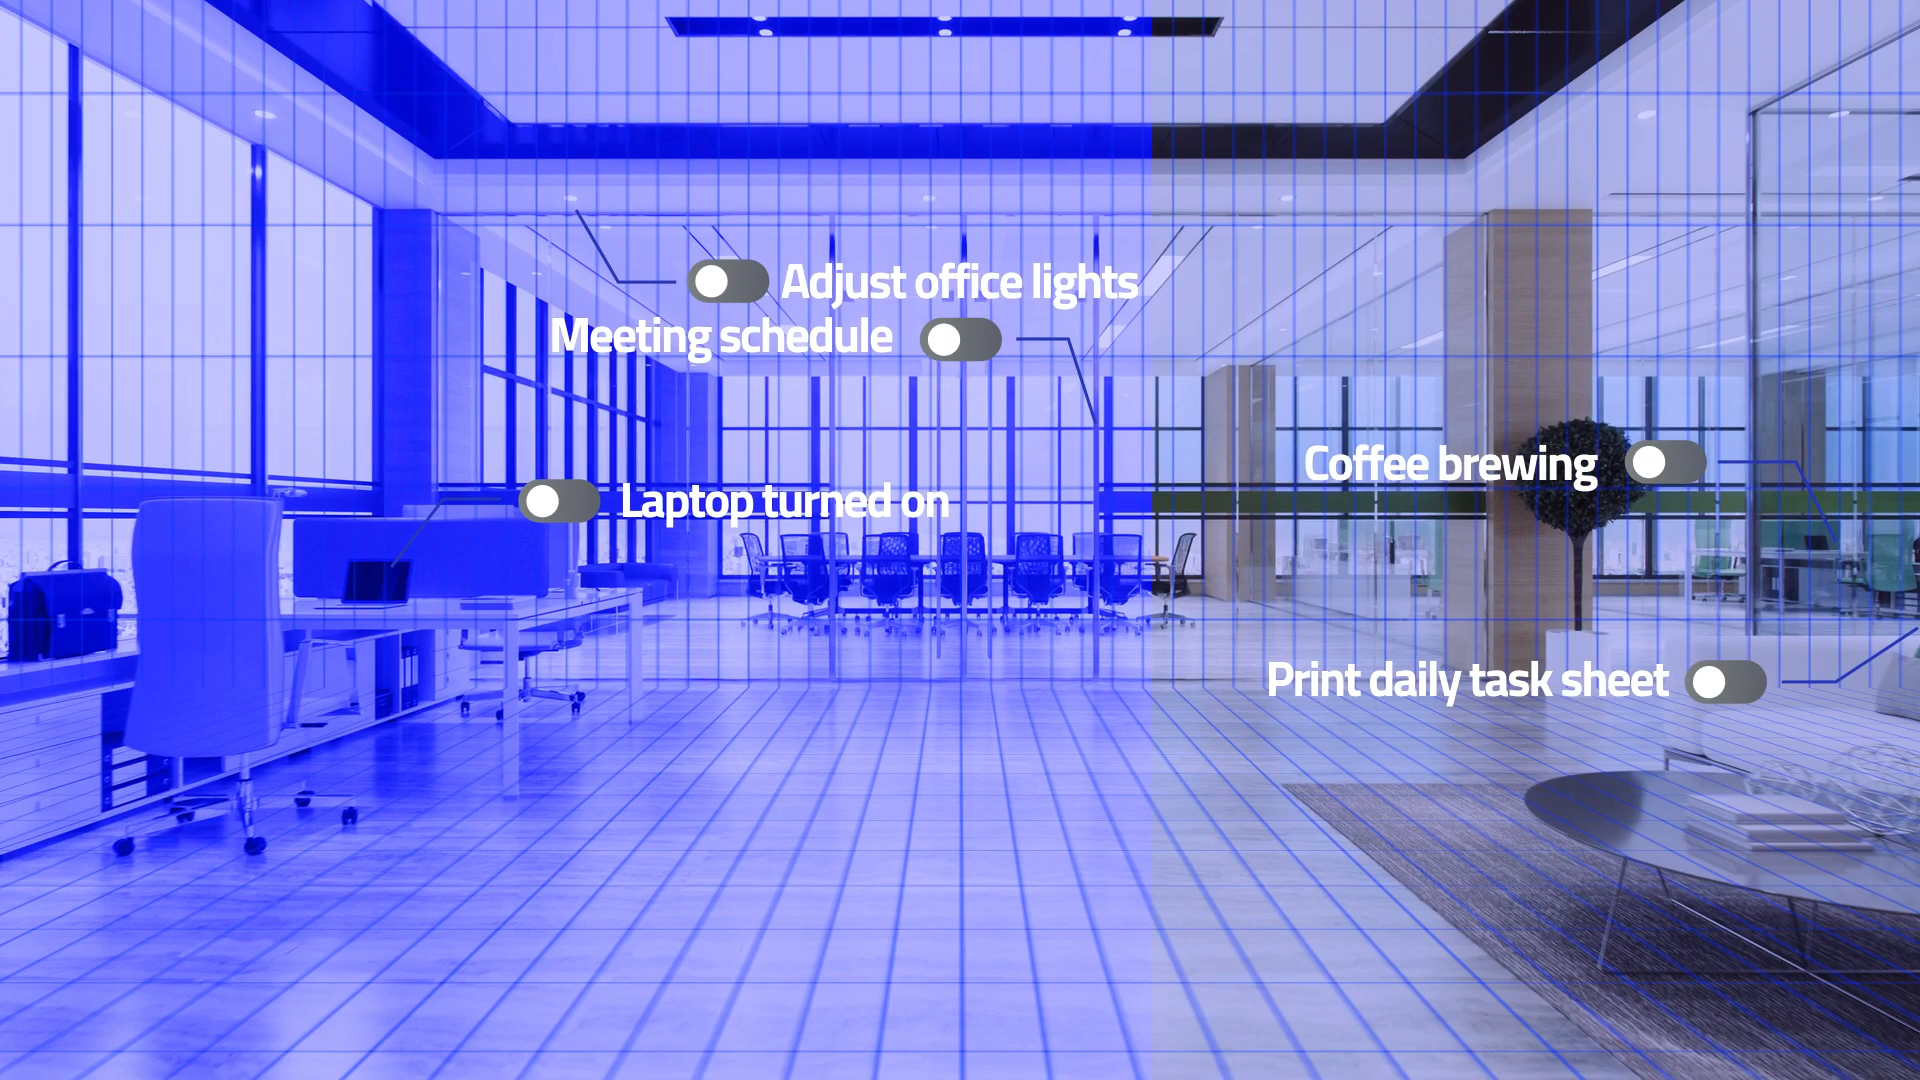 Adjust office lights
Meeting schedule
Coffee brewing
Laptop turned on
Print daily task sheet